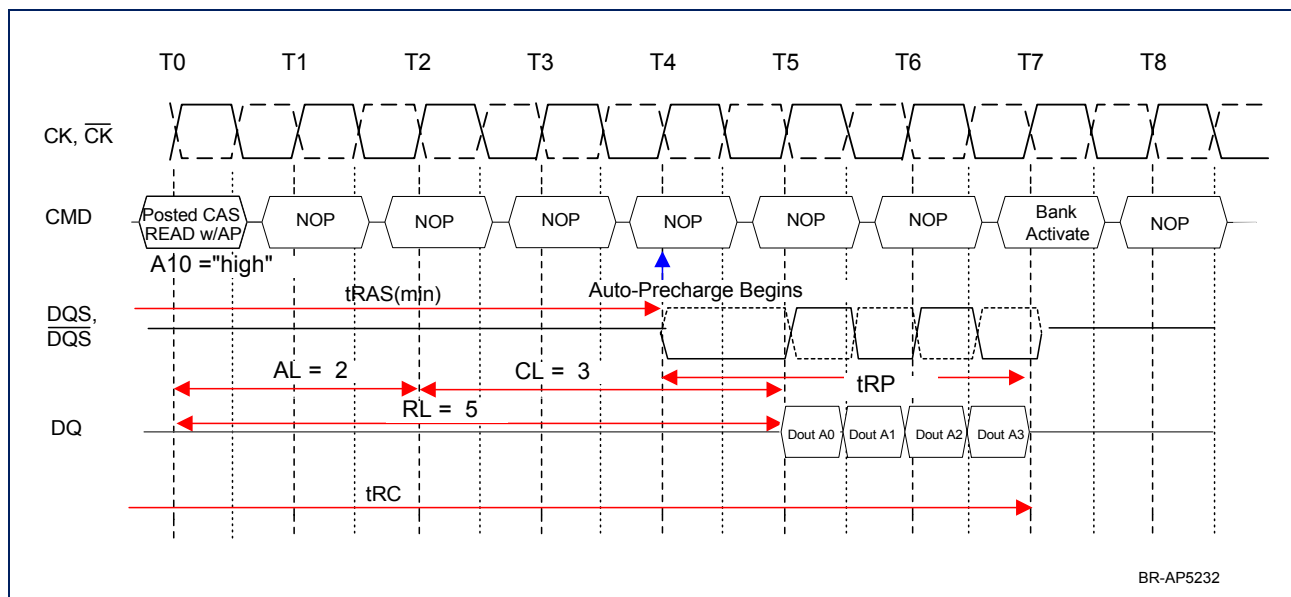 T0 T1 T2 T3 T4 T5 T6 T7 T8
CK, CK
CMD
Posted CAS
READ w/AP
NOP NOP NOP NOP NOP NOP
Bank
Activate
NOP
A10 ="high"
tRAS(min)
Auto-Precharge Begins
DQS,
DQS
AL = 2
CL = 3
tRP
RL = 5
DQ
Dout A0 Dout A1 Dout A2 Dout A3
tRC
BR-AP5232